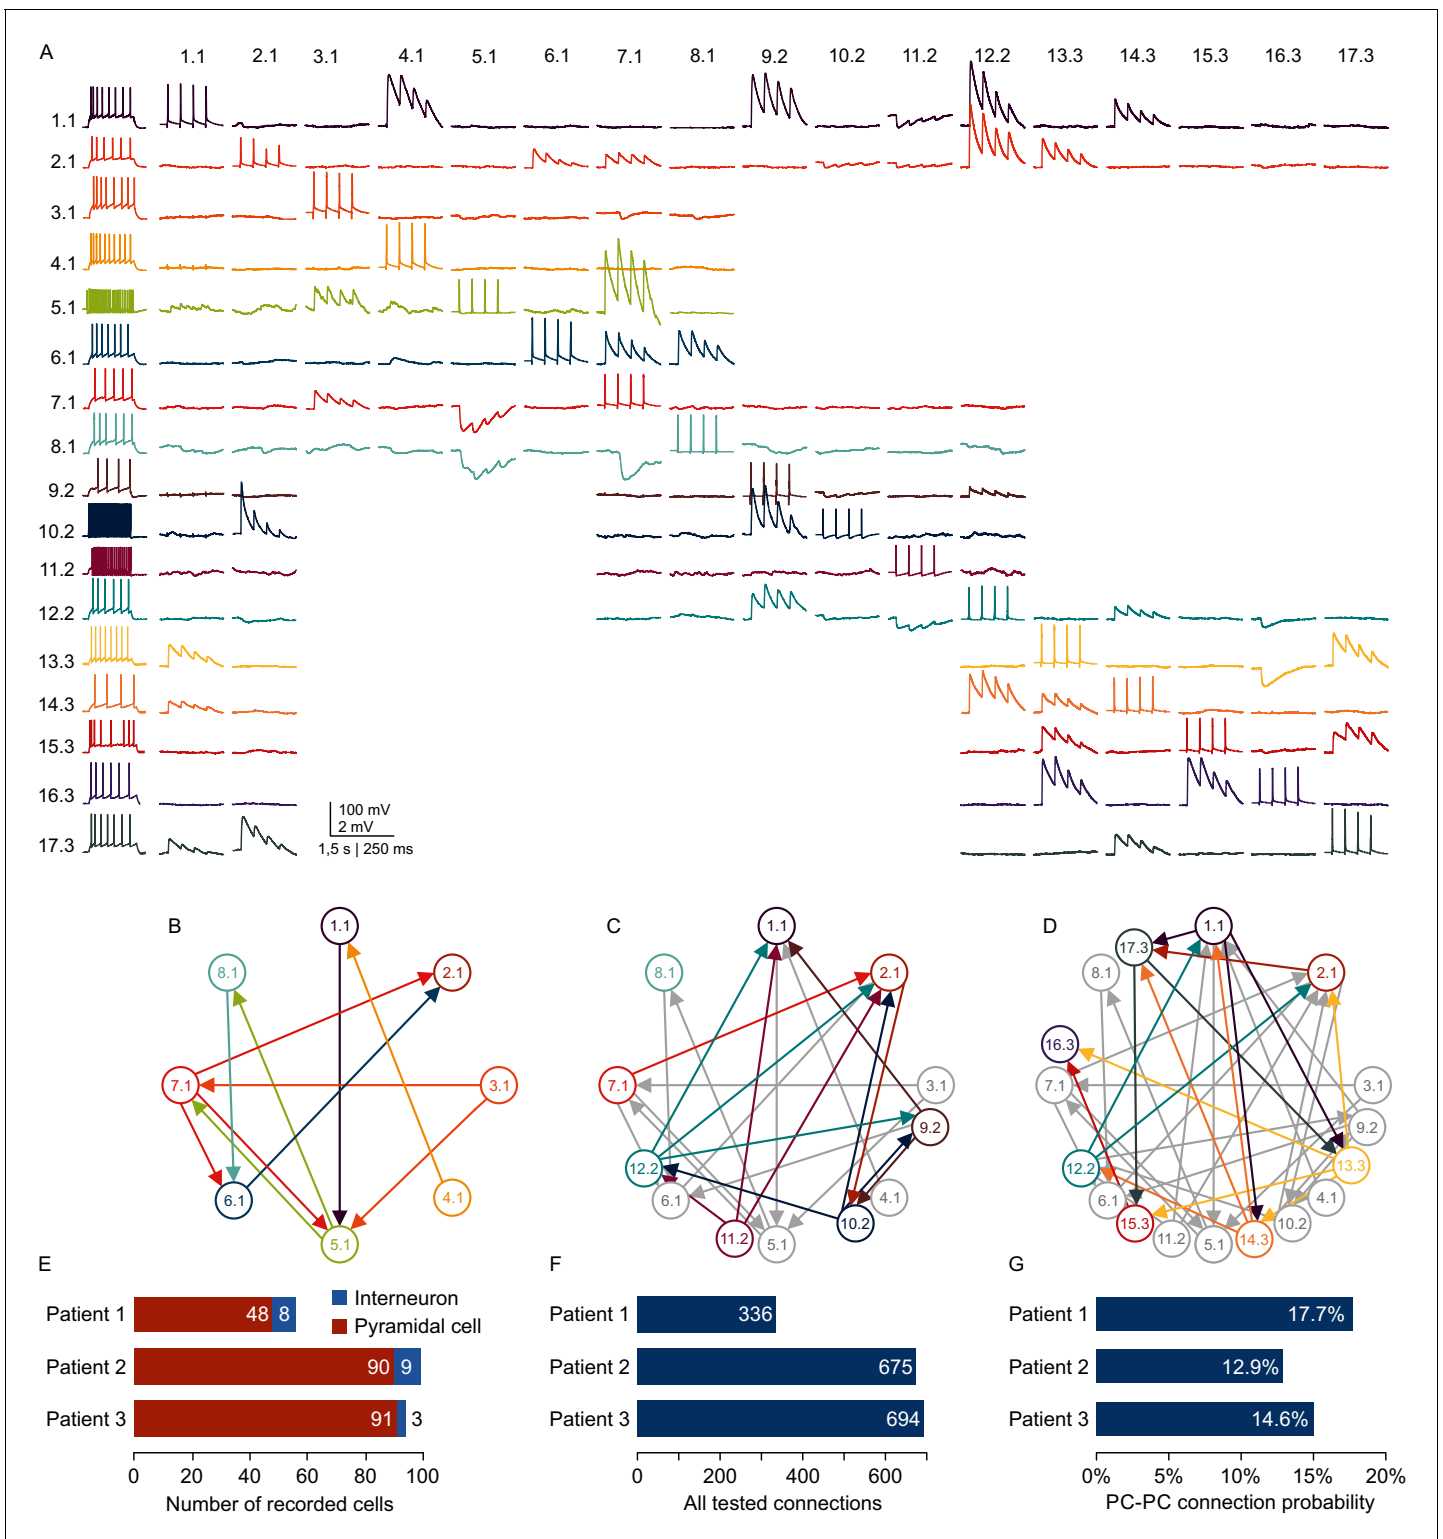 A
1.1 2.1 3.1 4.1 5.1 6.1 7.1 8.1 9.2 10.2 11.2 12.2 13.3 14.3 15.3 16.3 17.3
1.1
2.1
3.1
4.1
5.1
6.1
7.1
8.1
9.2
10.2
11.2
12.2
13.3
14.3
15.3
16.3
17.3
100 mV
2 mV
1,5 s | 250 ms
B
1.1
8.1
2.1
7.1
3.1
6.1
4.1
5.1
C
1.1
8.1
2.1
7.1
3.1
9.2
12.2
6.1
4.1
10.2
11.2
5.1
D
1.1
17.3
8.1
2.1
16.3
7.1
3.1
9.2
12.2
13.3
6.1
4.1
15.3
10.2
11.2
5.1
14.3
E
Interneuron
Pyramidal cell
Patient 1 48 8
Patient 2 90 9
Patient 3 91 3
0 20 40 60 80 100
Number of recorded cells
F
Patient 1 336
Patient 2 675
Patient 3 694
0 200 400 600
All tested connections
G
Patient 1 17.7%
Patient 2 12.9%
Patient 3 14.6%
0% 5% 10% 15% 20%
PC-PC connection probability